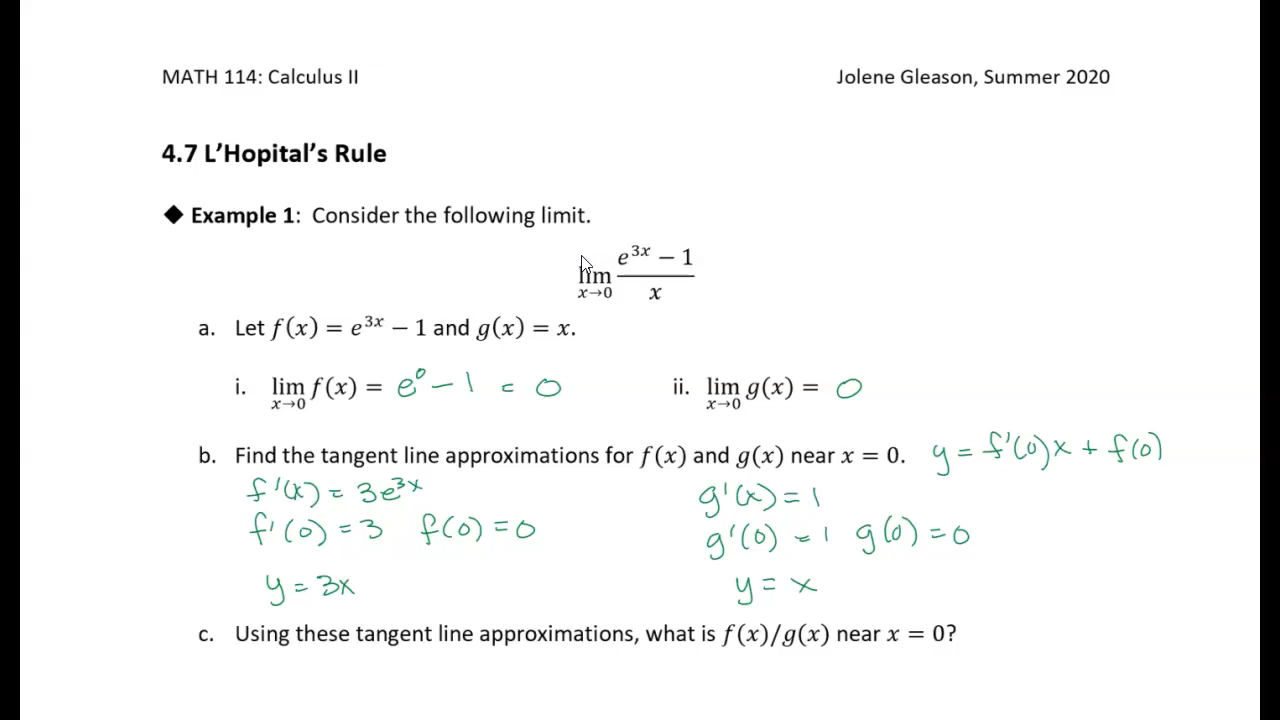 MATH 114: Calculus II Jolene Gleason, Summer 2020
4.7 L’Hopital’s Rule
◆ Example 1: Consider the following limit.
lim x→0 (e^{3x} − 1)/x
a. Let f(x) = e^{3x} − 1 and g(x) = x.
i. lim x→0 f(x) = e^0 − 1 = 0 ii. lim x→0 g(x) = 0
b. Find the tangent line approximations for f(x) and g(x) near x = 0. y = f'(0)x + f(0)
f'(x) = 3e^{3x} g'(x) = 1
f'(0) = 3 f(0) = 0 g'(0) = 1 g(0) = 0
y = 3x y = x
c. Using these tangent line approximations, what is f(x)/g(x) near x = 0?